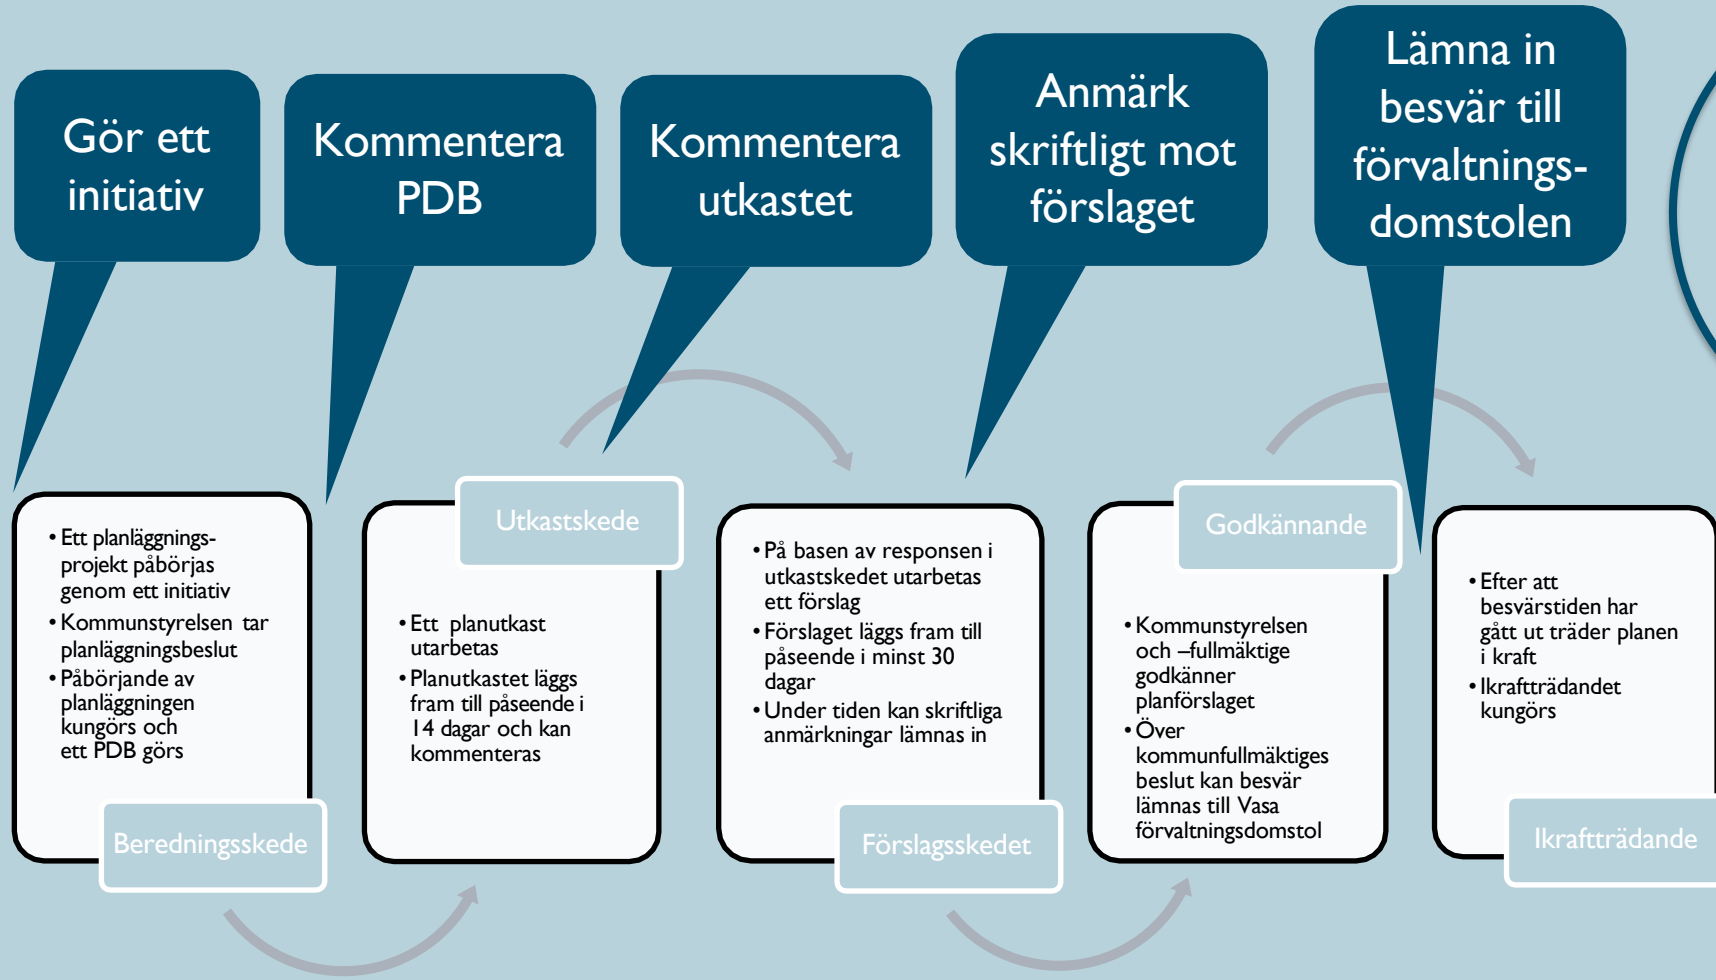 Gör ett
initiativ
Kommentera
PDB
Kommentera
utkastet
Anmärk
skriftligt mot
förslaget
Lämna in
besvär till
förvaltnings-
domstolen
• Ett planläggnings-
projekt påbörjas
genom ett initiativ
• Kommunstyrelsen tar
planläggningsbeslut
• Påbörjande av
planläggningen
kungörs och
ett PDB görs
Beredningsskede
Utkastskede
• Ett planutkast
utarbetas
• Planutkastet läggs
fram till påseende i
14 dagar och kan
kommenteras
• På basen av responsen i
utkastskedet utarbetas
ett förslag
• Förslaget läggs fram till
påseende i minst 30
dagar
• Under tiden kan skriftliga
anmärkningar lämnas in
Förslagsskedet
Godkännande
• Kommunstyrelsen
och –fullmäktige
godkänner
planförslaget
• Över
kommunfullmäktiges
beslut kan besvär
lämnas till Vasa
förvaltningsdomstol
• Efter att
besvärstiden har
gått ut träder planen
i kraft
• Ikraftträdandet
kungörs
Ikraftträdande